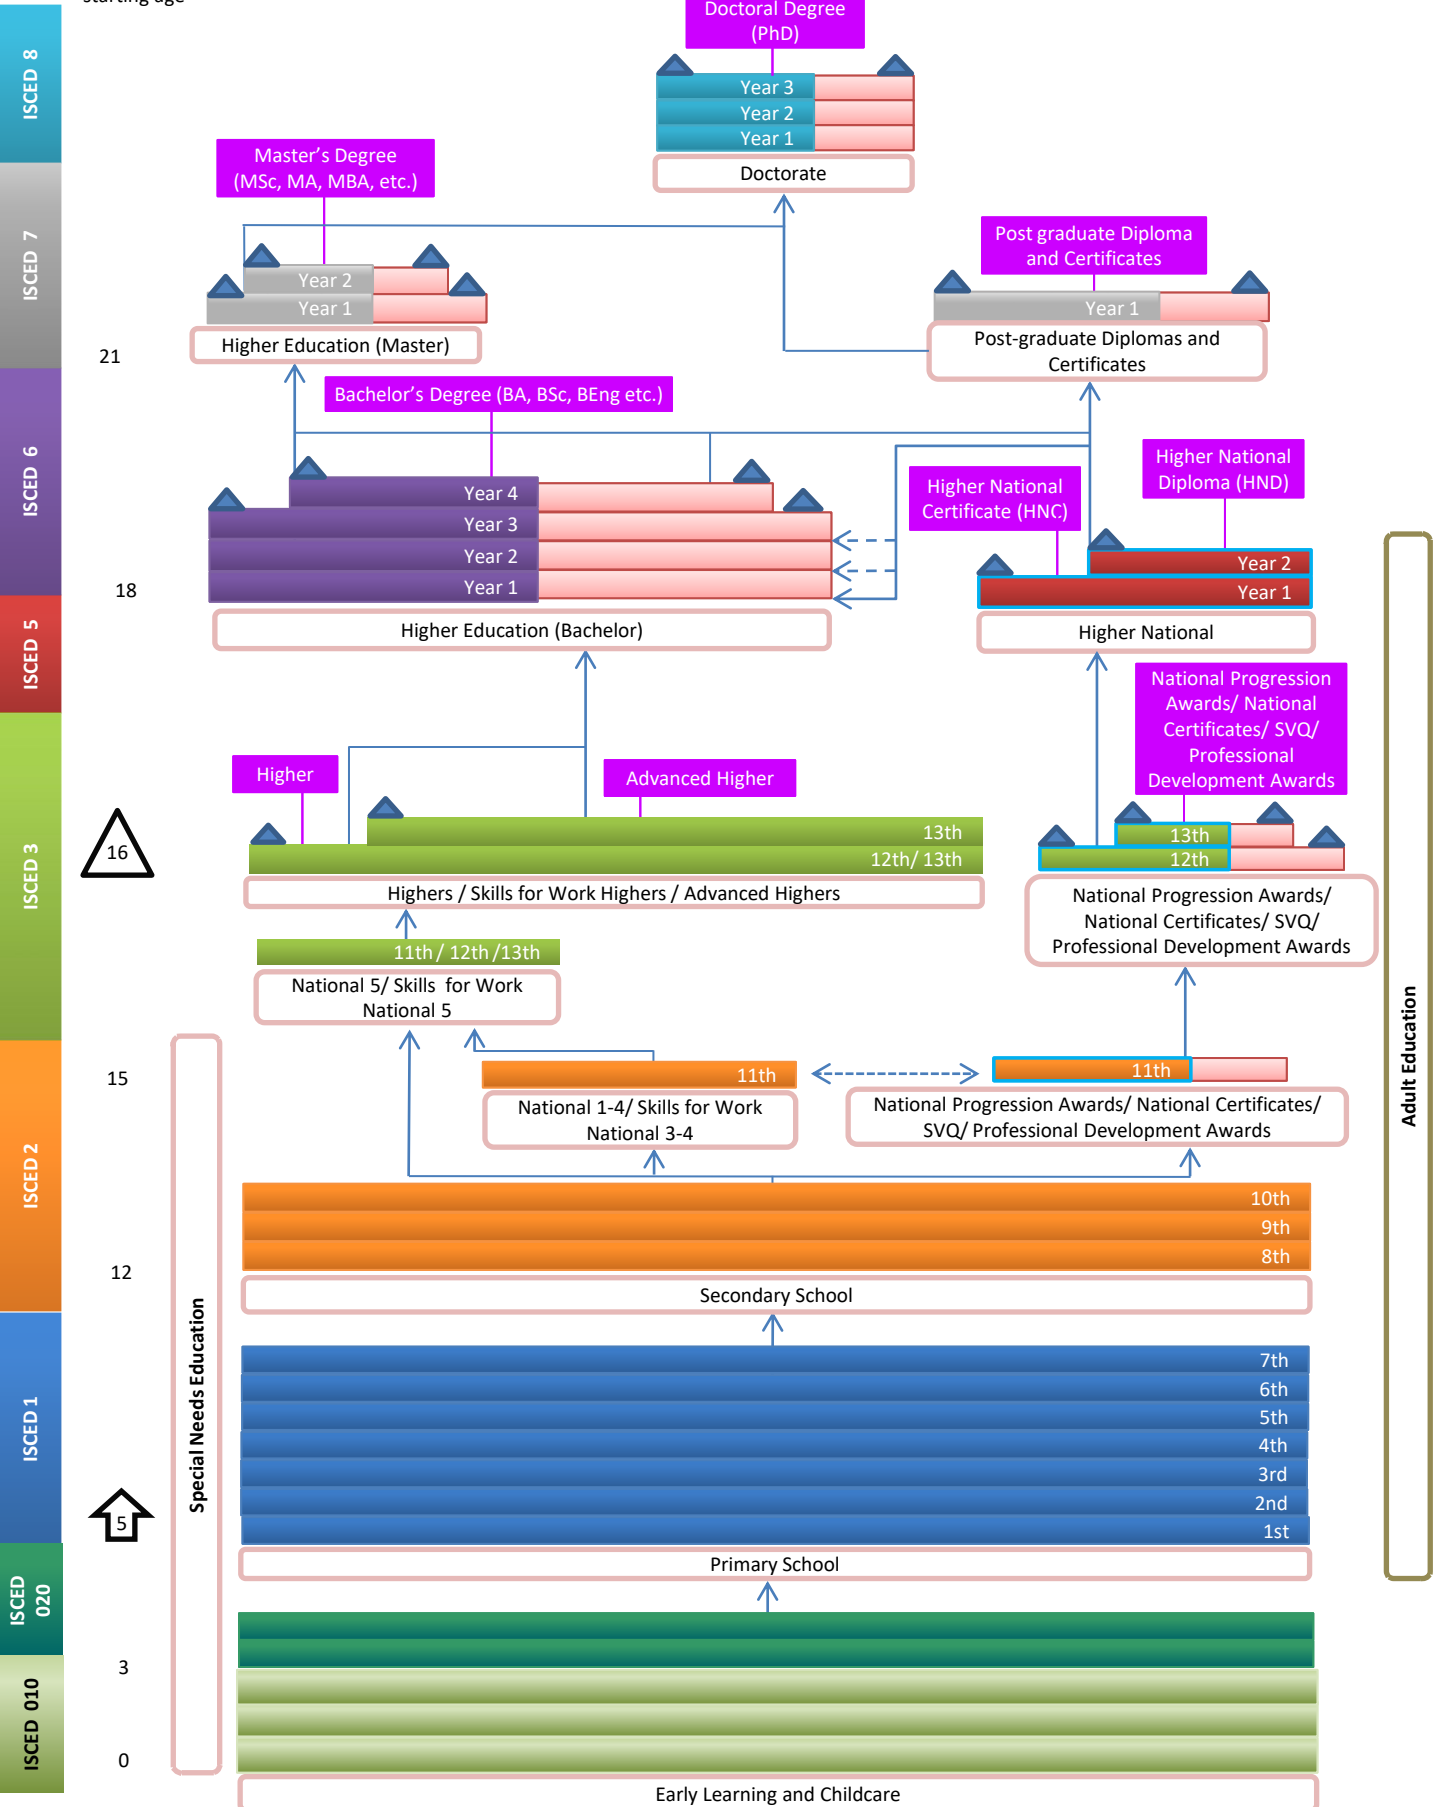 starting age
Doctoral Degree
(PhD)
ISCED 8
Year 3
Year 2
Year 1
Doctorate
Master's Degree
(MSc, MA, MBA, etc.)
Post graduate Diploma
and Certificates
ISCED 7
Year 2
Year 1
Year 1
Higher Education (Master)
Post-graduate Diplomas and
Certificates
21
Bachelor's Degree (BA, BSc, BEng etc.)
ISCED 6
Higher National
Certificate (HNC)
Higher National
Diploma (HND)
Year 4
Year 3
Year 2
Year 1
Year 2
Year 1
18
Higher Education (Bachelor)
Higher National
ISCED 5
National Progression
Awards/ National
Certificates/ SVQ/
Professional
Development Awards
Higher
Advanced Higher
ISCED 3
16
13th
12th/ 13th
13th
12th
Highers / Skills for Work Highers / Advanced Highers
National Progression Awards/
National Certificates/ SVQ/
Professional Development Awards
11th / 12th /13th
National 5/ Skills for Work
National 5
Adult Education
15
11th
11th
National 1-4/ Skills for Work
National 3-4
National Progression Awards/ National Certificates/
SVQ/ Professional Development Awards
ISCED 2
10th
9th
8th
12
Secondary School
Special Needs Education
ISCED 1
7th
6th
5th
4th
3rd
2nd
1st
5
Primary School
ISCED
020
3
ISCED 010
0
Early Learning and Childcare